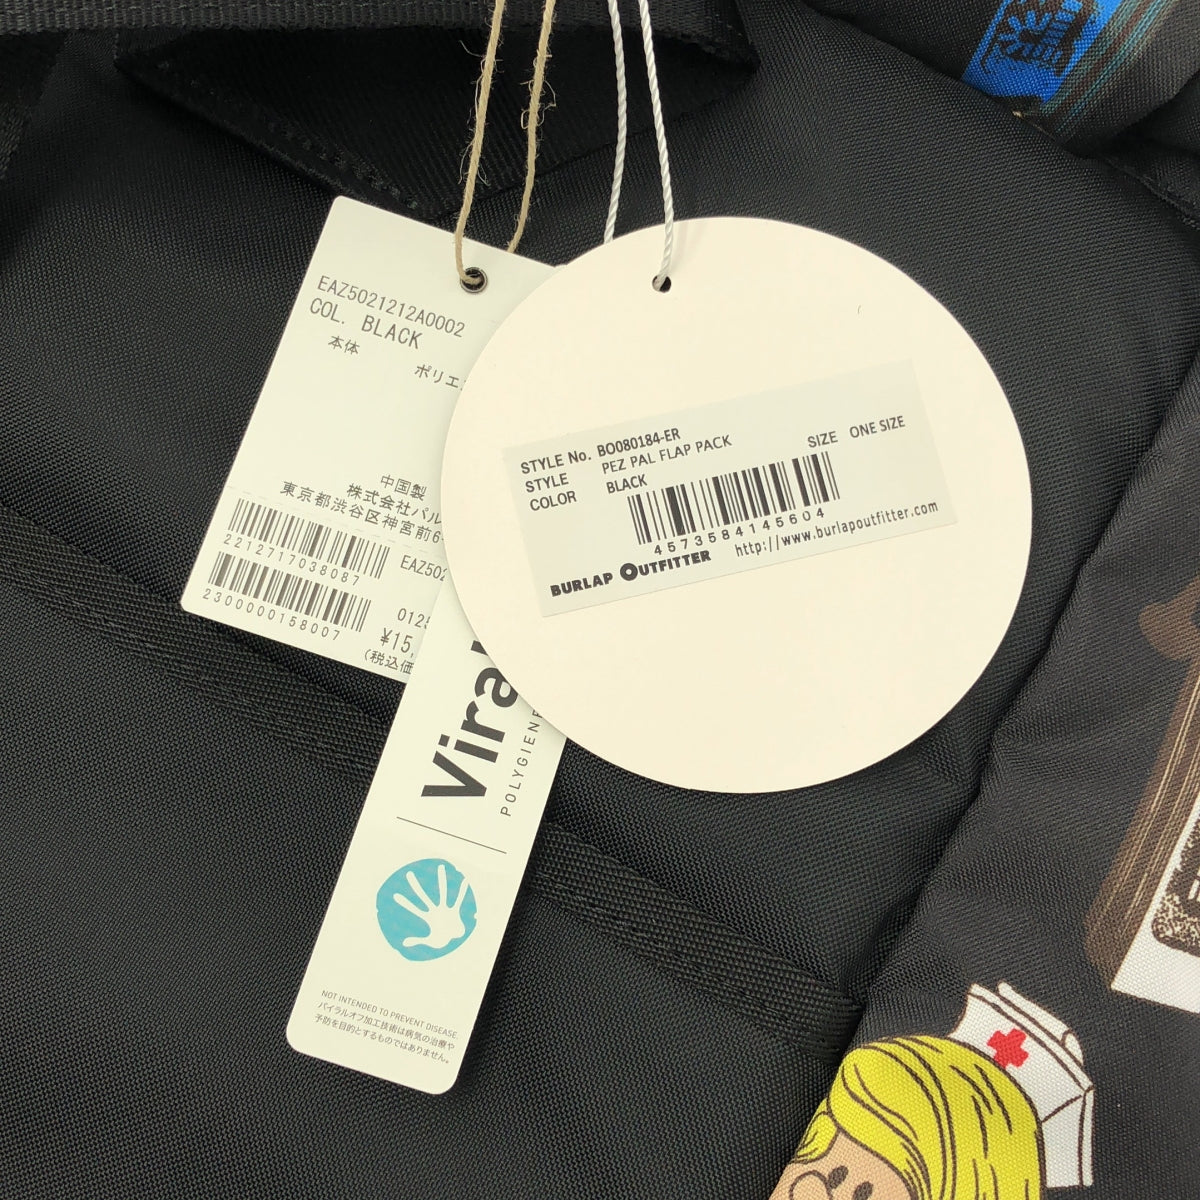 EAZ5021212A0002
COL. BLACK
本体
ポリエ
中国製
株式会社パル
東京都渋谷区神宮前6-
2212717038087
EAZ502
2300000158007
0125
¥15,
(税込価
STYLE No. BO080184-ER
STYLE PEZ PAL FLAP PACK
SIZE ONE SIZE
COLOR BLACK
4573584145604
BURLAP OUTFITTER
http://www.burlapoutfitter.com
Viral
POLYGIENE
NOT INTENDED TO PREVENT DISEASE.
バイラルオフ加工技術は病気の治療や
予防を目的とするものではありません。